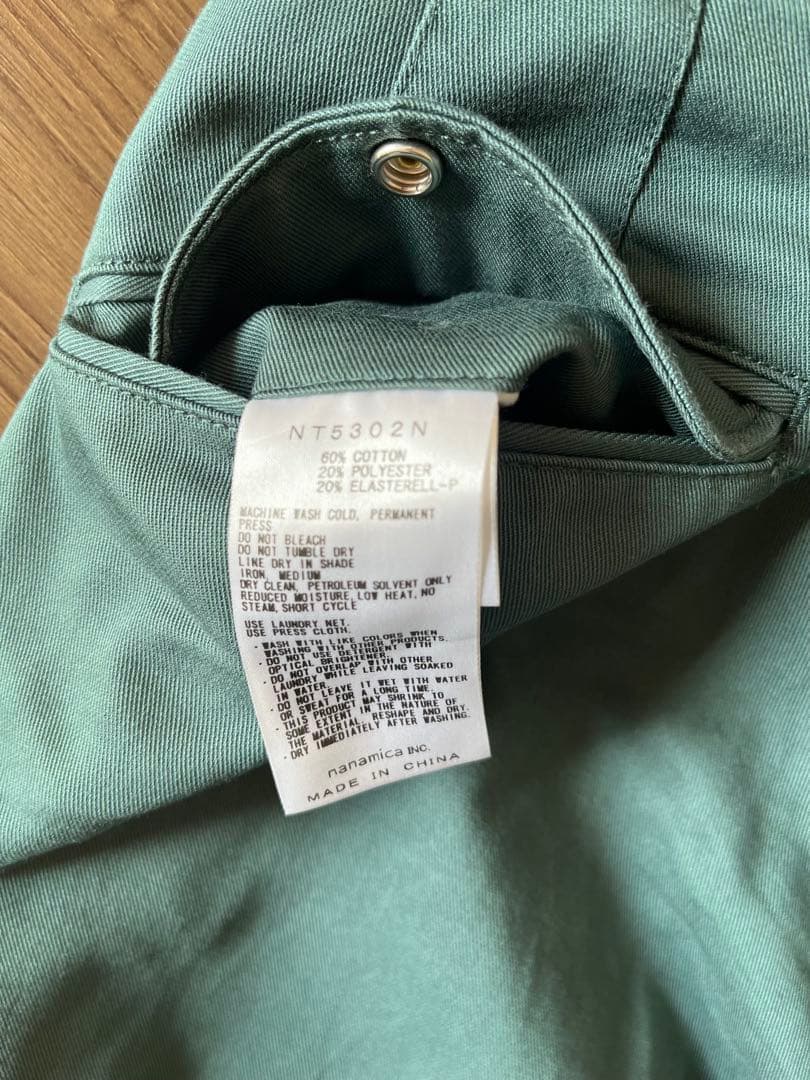 NT5302N
60% COTTON
20% POLYESTER
20% ELASTERELL-P
MACHINE WASH COLD, PERMANENT
PRESS
DO NOT BLEACH
DO NOT TUMBLE DRY
LINE DRY IN SHADE
IRON, MEDIUM
DRY CLEAN, PETROLEUM SOLVENT ONLY
REDUCED MOISTURE, LOW HEAT, NO
STEAM, SHORT CYCLE
USE LAUNDRY NET.
USE PRESS CLOTH.
・WASH WITH LIKE COLORS WHEN
WASHING WITH OTHER PRODUCTS.
・DO NOT USE DETERGENT WITH
OPTICAL BRIGHTENER.
・DO NOT OVERLAP WITH OTHER
LAUNDRY WHILE LEAVING SOAKED
IN WATER.
・DO NOT LEAVE IT WET WITH WATER
OR SWEAT FOR A LONG TIME.
・THIS PRODUCT MAY SHRINK TO
SOME EXTENT IN THE NATURE OF
THE MATERIAL. RESHAPE AND DRY.
・DRY IMMEDIATELY AFTER WASHING.
nanamica INC.
MADE IN CHINA